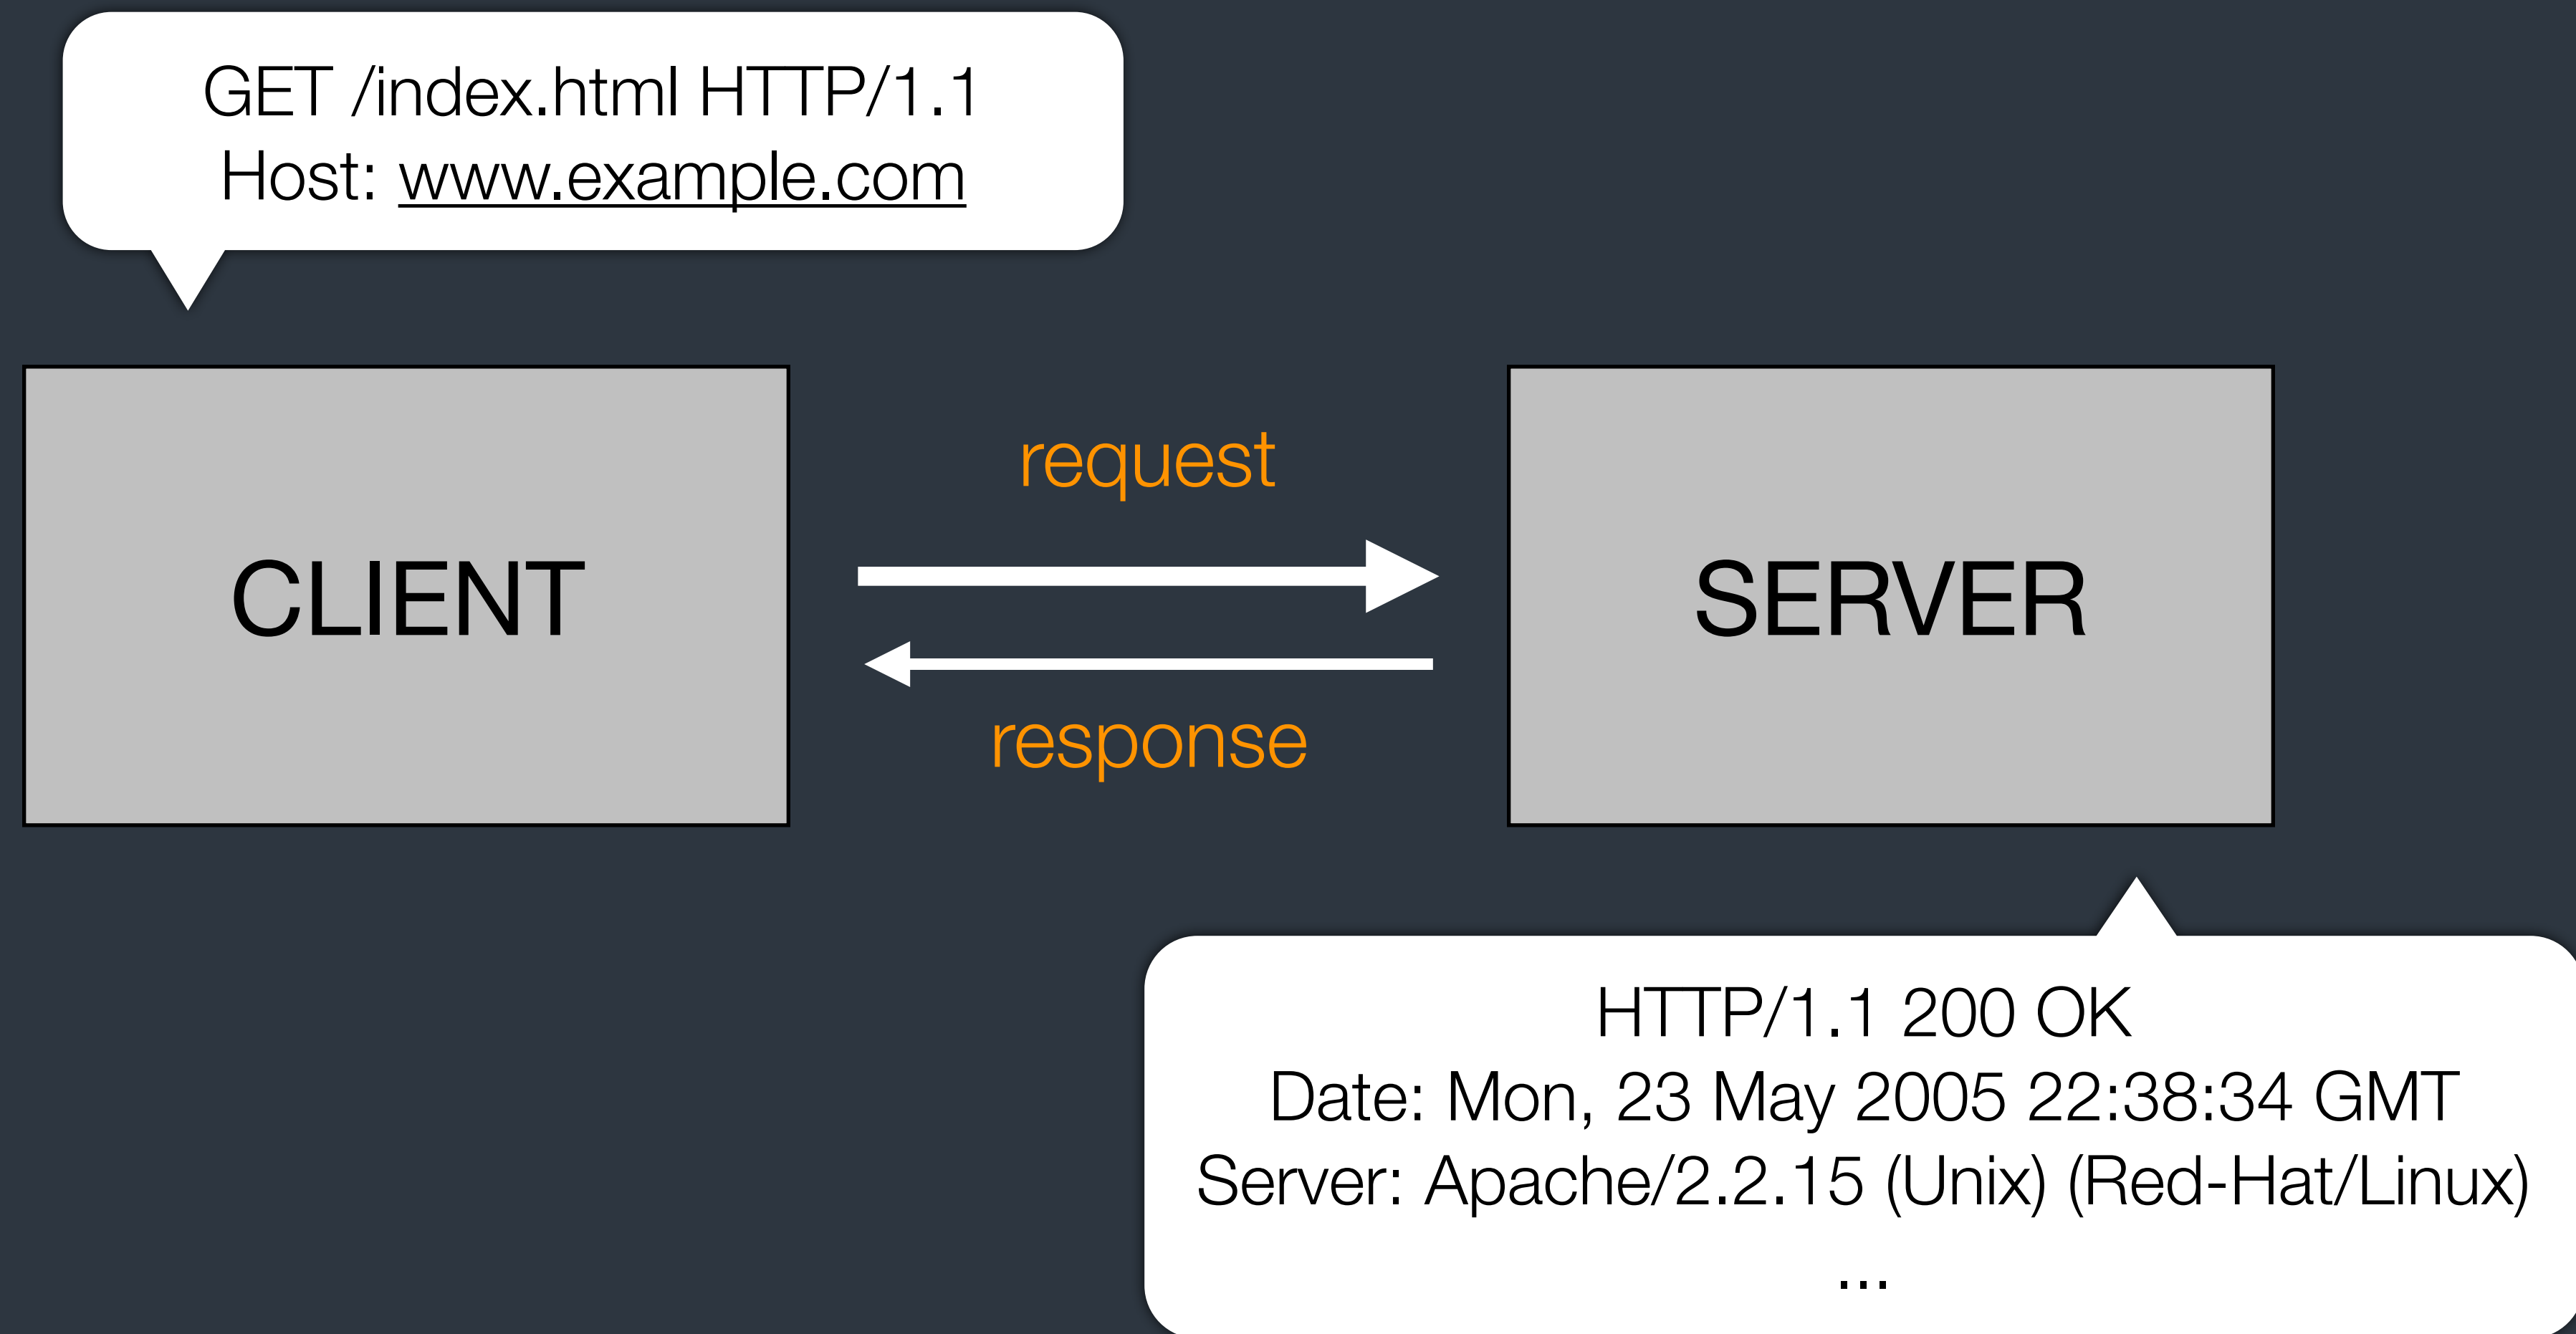 GET /index.html HTTP/1.1
Host: www.example.com
CLIENT
request
response
SERVER
HTTP/1.1 200 OK
Date: Mon, 23 May 2005 22:38:34 GMT
Server: Apache/2.2.15 (Unix) (Red-Hat/Linux)
...